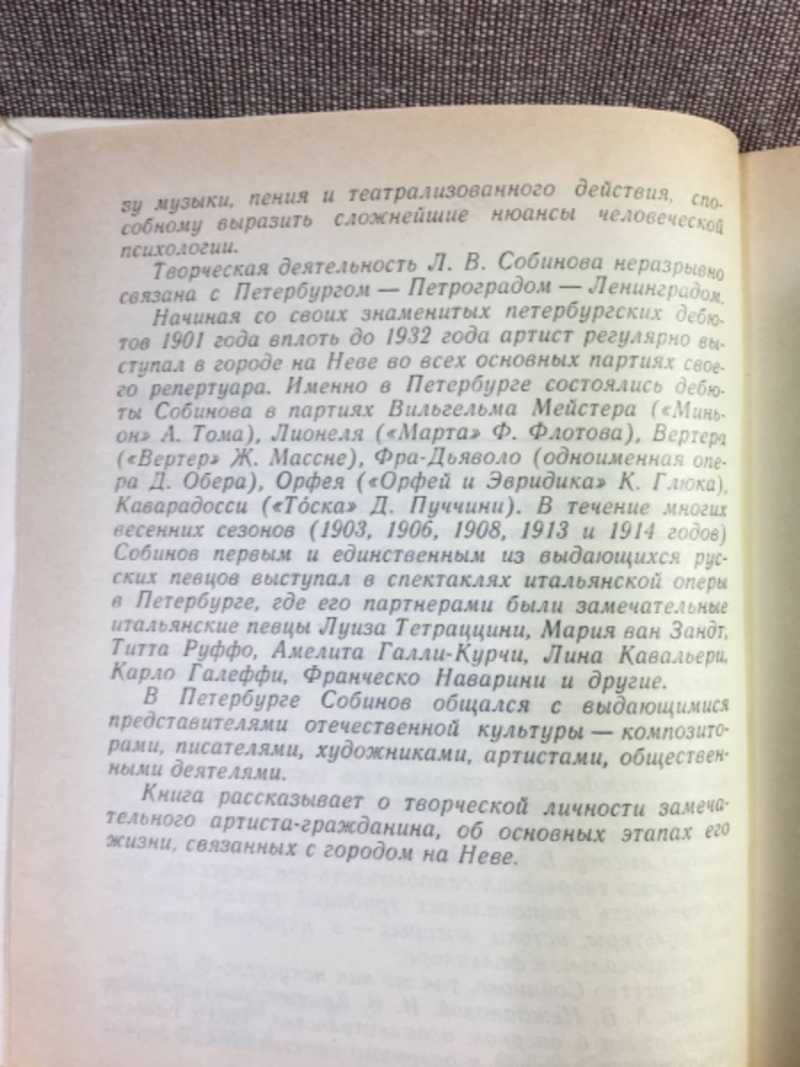 зу музыки, пения и театрализованного действия, спо-
собному выразить сложнейшие нюансы человеческой
психологии.
Творческая деятельность Л. В. Собинова неразрывно
связана с Петербургом — Петроградом — Ленинградом.
Начиная со своих знаменитых петербургских дебю-
тов 1901 года вплоть до 1932 года артист регулярно вы-
ступал в городе на Неве во всех основных партиях свое-
го репертуара. Именно в Петербурге состоялись дебю-
ты Собинова в партиях Вильгельма Мейстера («Минь-
он» А. Тома), Лионеля («Марта» Ф. Флотова), Вертера
(«Вертер» Ж. Массне), Фра-Дьяволо (одноименная опе-
ра Д. Обера), Орфея («Орфей и Эвридика» К. Глюка),
Каварадосси («То́ска» Д. Пуччини). В течение многих
весенних сезонов (1903, 1906, 1908, 1913 и 1914 годов)
Собинов первым и единственным из выдающихся рус-
ских певцов выступал в спектаклях итальянской оперы
в Петербурге, где его партнерами были замечательные
итальянские певцы Луиза Тетраццини, Мария ван Зандт,
Титта Руффо, Амелита Галли-Курчи, Лина Кавальери,
Карло Галеффи, Франческо Наварини и другие.
В Петербурге Собинов общался с выдающимися
представителями отечественной культуры — композито-
рами, писателями, художниками, артистами, обществен-
ными деятелями.
Книга рассказывает о творческой личности замеча-
тельного артиста-гражданина, об основных этапах его
жизни, связанных с городом на Неве.